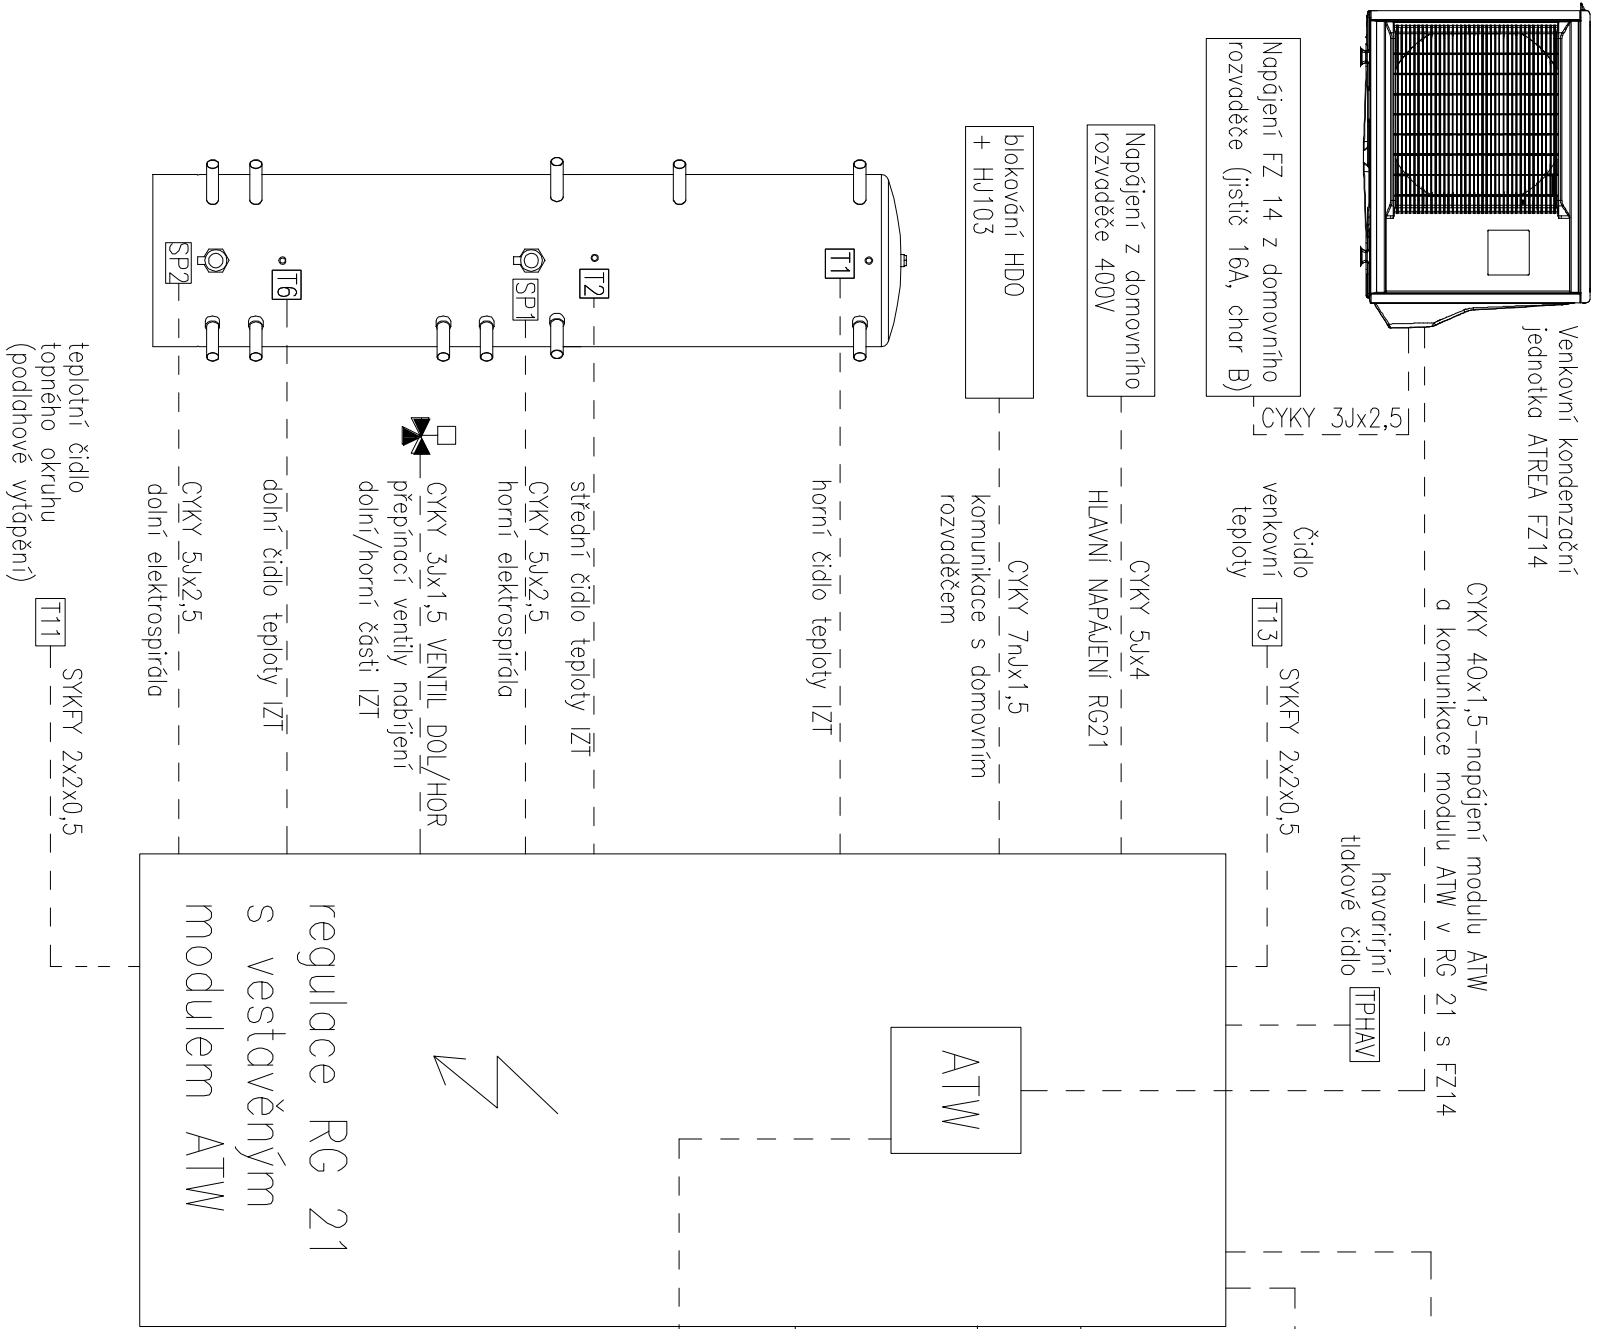 Venkovní kondenzační
jednotka ATREA FZ14
CYKY 40x1,5-napájení modulu ATW
a komunikace modulu ATW v RG 21 s FZ14
Napájení FZ 14 z domovního
rozvaděče (jistič 16A, char B)
CYKY 3Jx2,5
havarirjní
tlakové čidlo
TPHAV
Čidlo
venkovní
teploty
T13
SYKFY 2x2x0,5
Napájení z domovního
rozvaděče 400V
CYKY 5Jx4
HLAVNÍ NAPÁJENÍ RG21
blokování HDO
+ HJ103
CYKY 7nJx1,5
komunikace s domovním
rozvaděčem
ATW
T1
horní čidlo teploty IZT
T2
střední čidlo teploty IZT
SP1
CYKY 5Jx2,5
horní elektrospirála
CYKY 3Jx1,5 VENTIL DOL/HOR
přepínací ventily nabíjení
dolní/horní části IZT
T6
dolní čidlo teploty IZT
SP2
CYKY 5Jx2,5
dolní elektrospirála
regulace RG 21
s vestavěným
modulem ATW
teplotní čidlo
topného okruhu
(podlahové vytápění)
T11
SYKFY 2x2x0,5